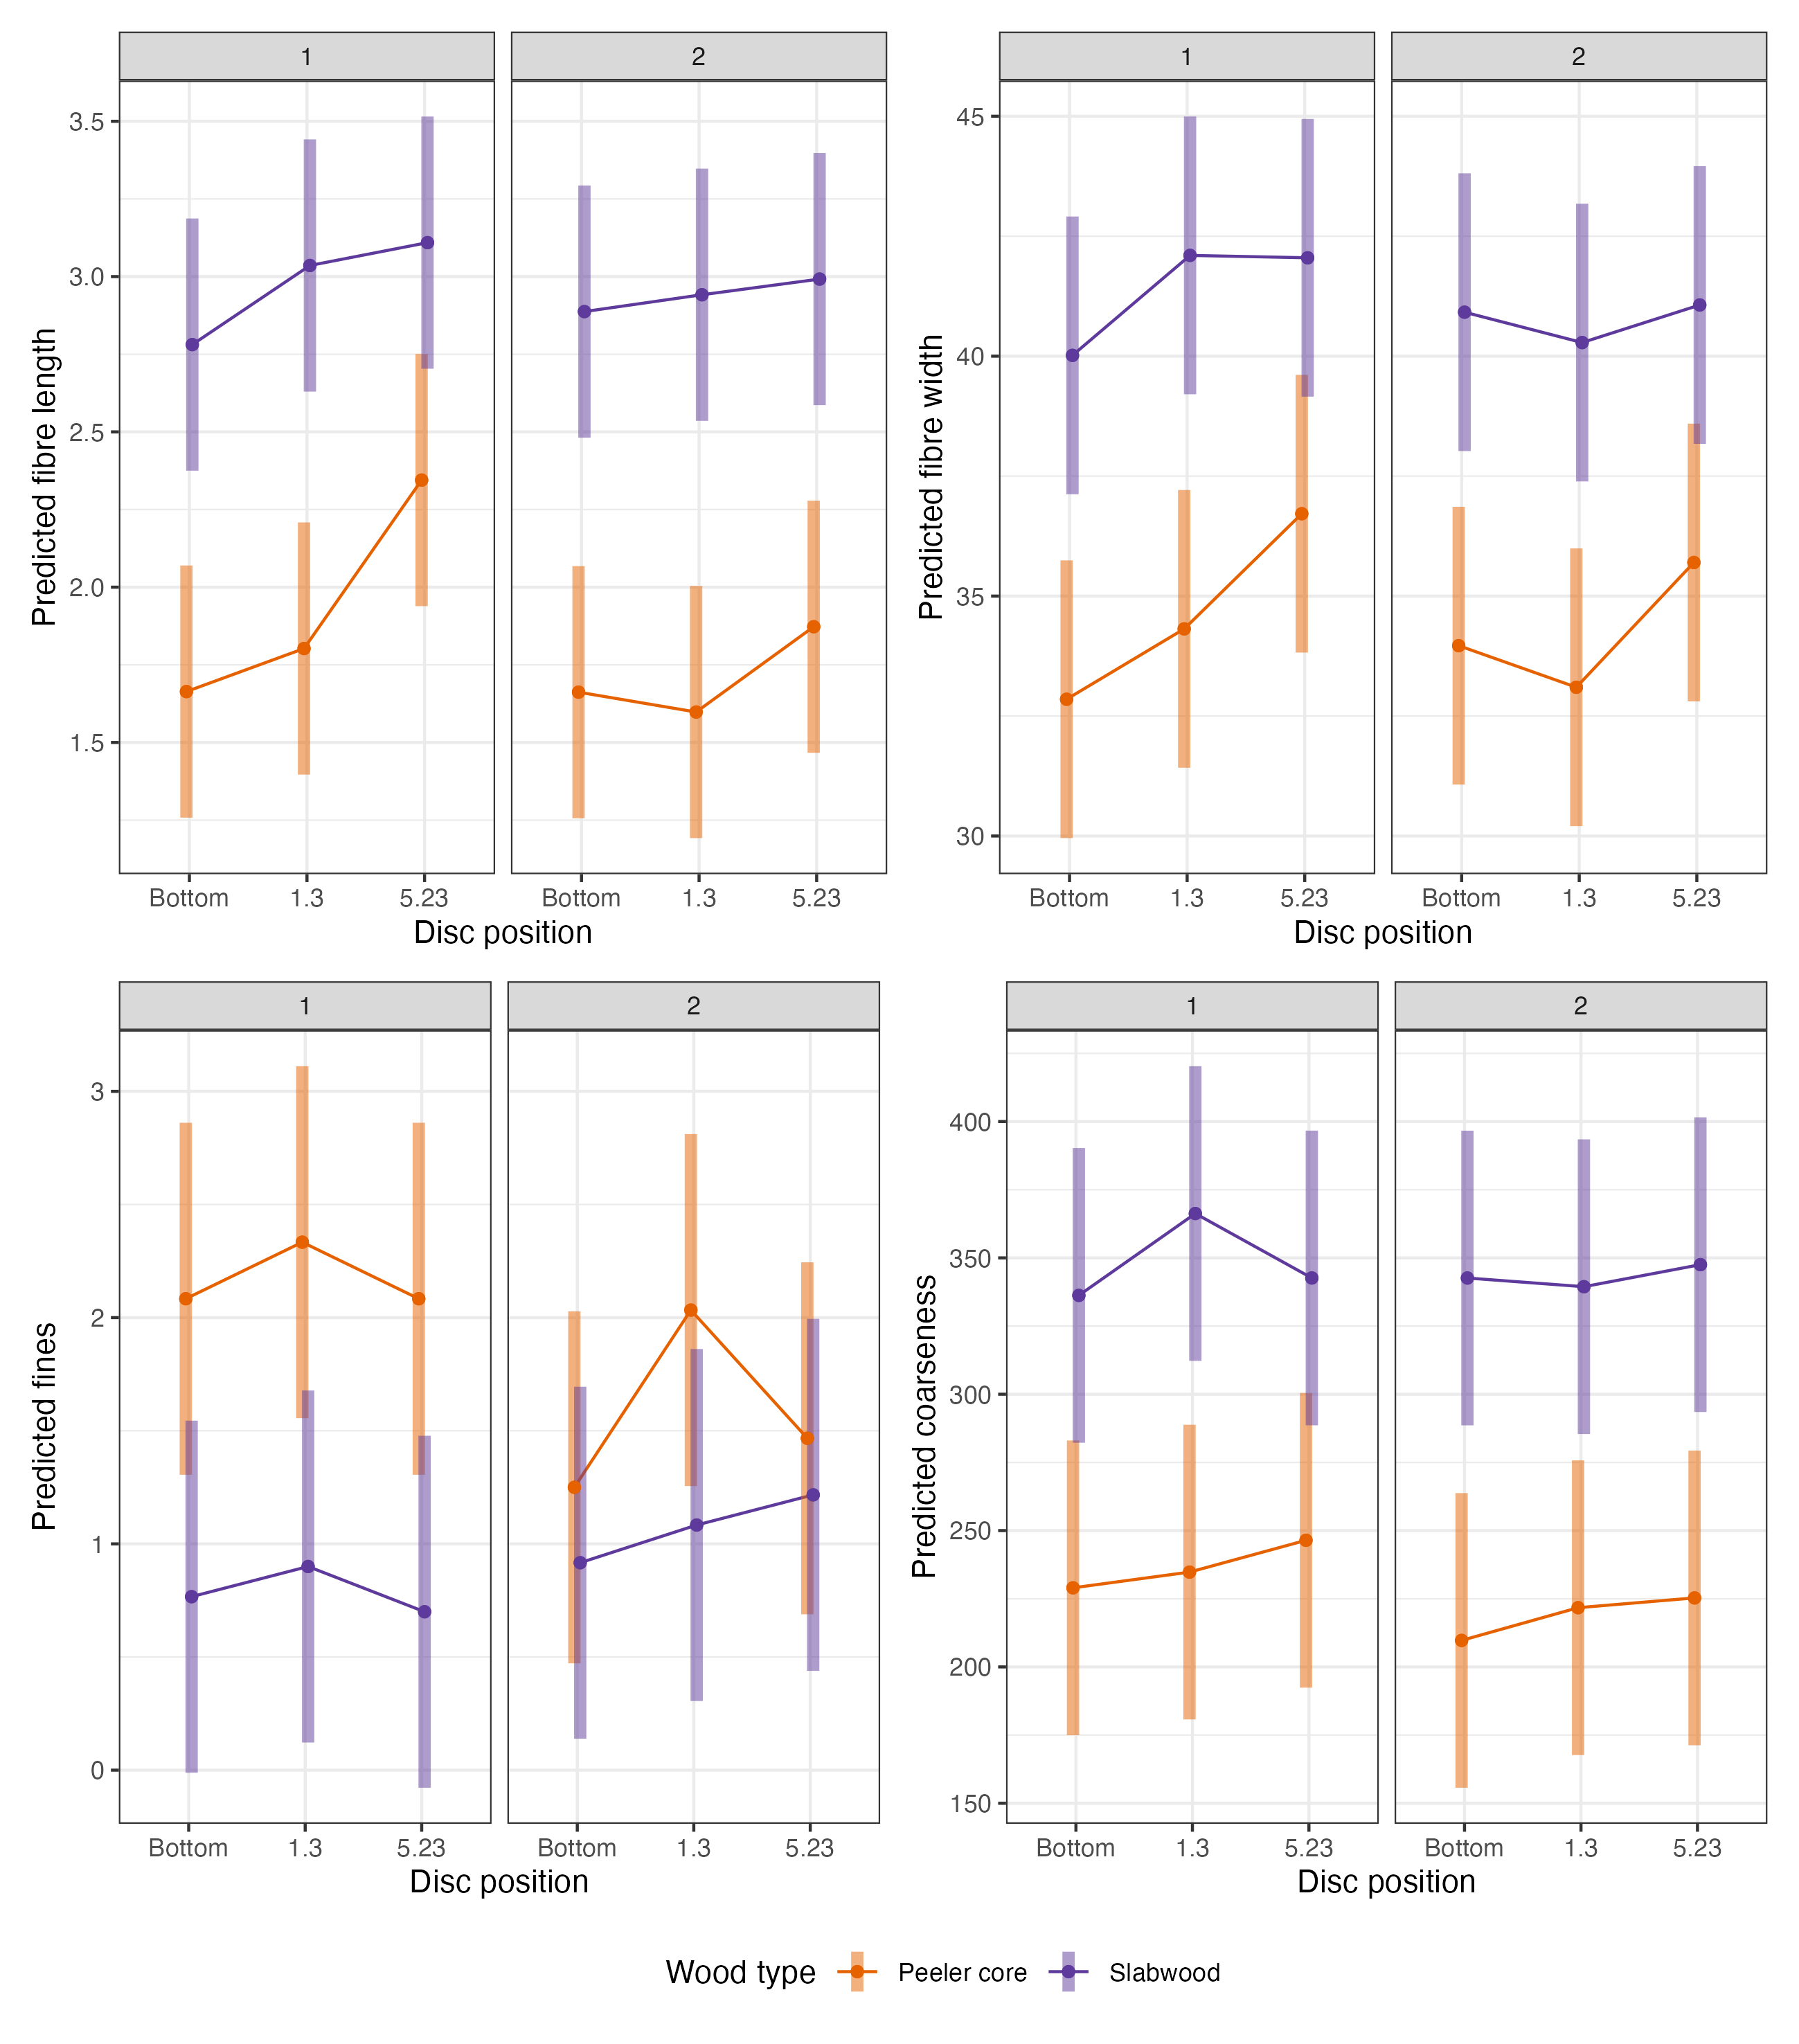 1 2
Predicted fibre length
3.5
3.0
2.5
2.0
1.5
Bottom 1.3 5.23 Bottom 1.3 5.23
Disc position
1 2
Predicted fibre width
45
40
35
30
Bottom 1.3 5.23 Bottom 1.3 5.23
Disc position
1 2
Predicted fines
3
2
1
0
Bottom 1.3 5.23 Bottom 1.3 5.23
Disc position
1 2
Predicted coarseness
400
350
300
250
200
150
Bottom 1.3 5.23 Bottom 1.3 5.23
Disc position
Wood type Peeler core Slabwood